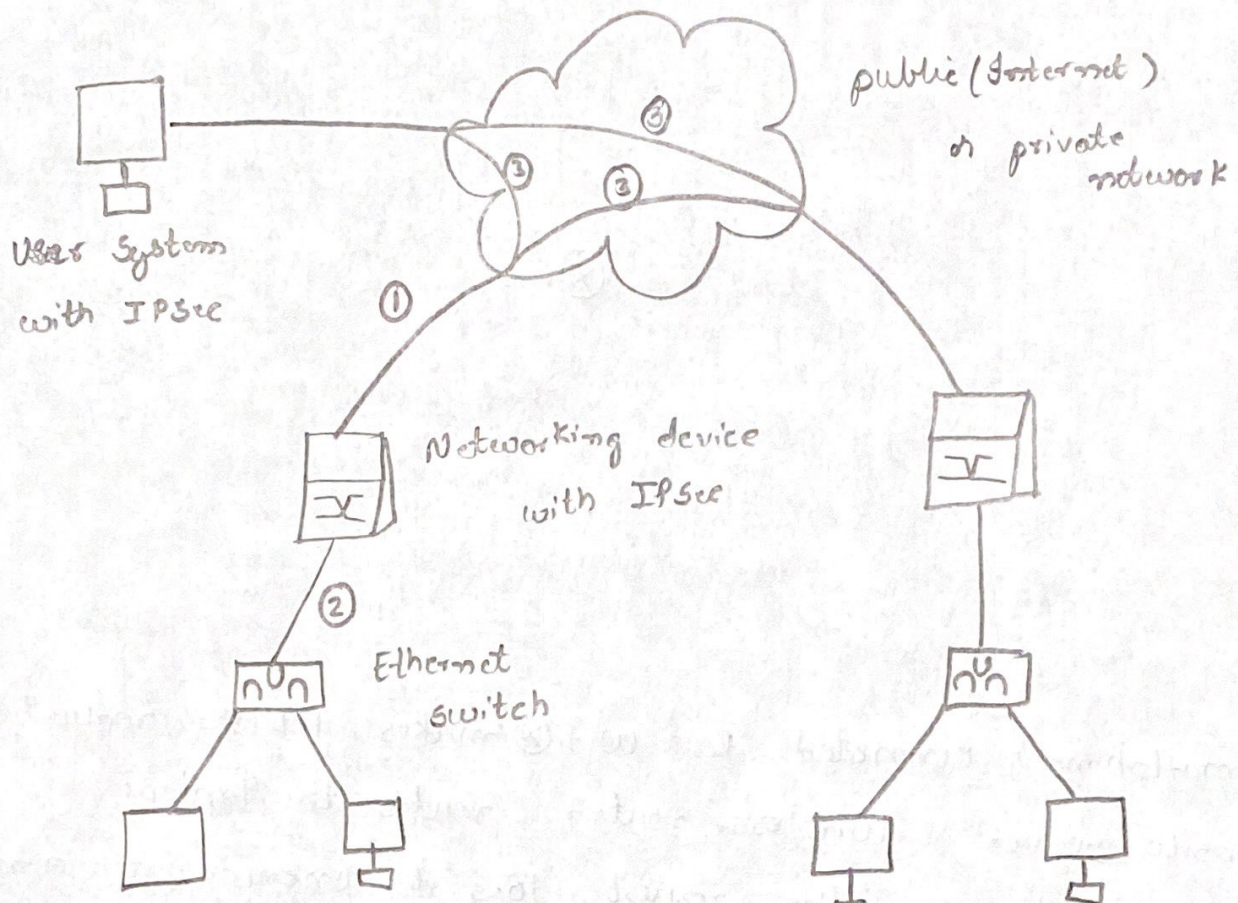 public (Internet)
or private
network
③
③
User System
with IPSec
①
Networking device
with IPSec
②
Ethernet
switch